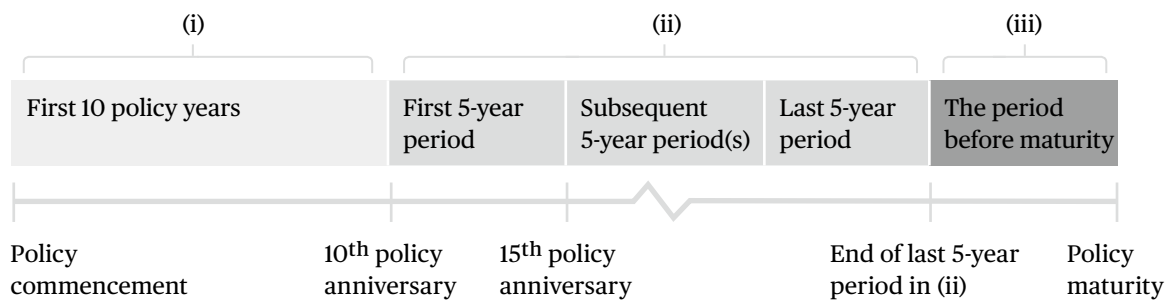 (i)
(ii)
(iii)
First 10 policy years
First 5-year
period
Subsequent
5-year period(s)
Last 5-year
period
The period
before maturity
Policy
commencement
10th policy
anniversary
15th policy
anniversary
End of last 5-year
period in (ii)
Policy
maturity